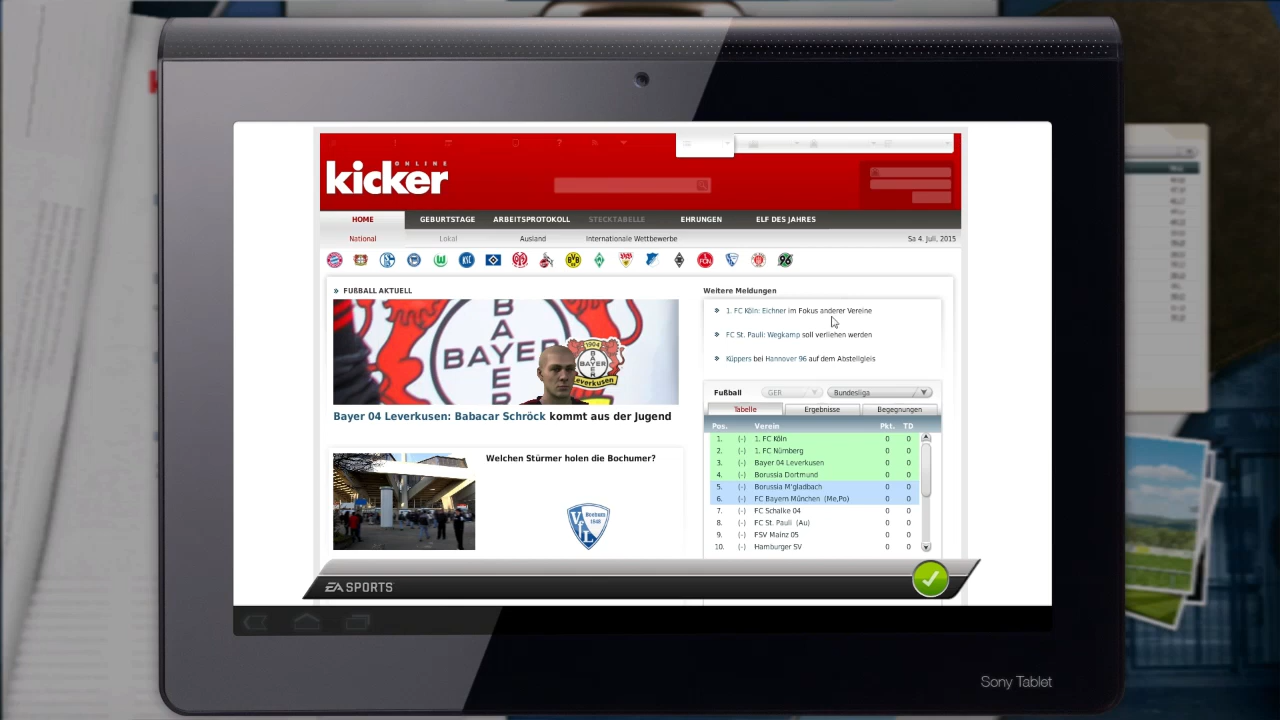 ONLINE
kicker
HOME GEBURTSTAGE ARBEITSPROTOKOLL STECKTABELLE EHRUNGEN ELF DES JAHRES
National Lokal Ausland Internationale Wettbewerbe Sa 4. Juli, 2015
» FUßBALL AKTUELL
BAYER
BAYER
1904
BAYER
Leverkusen
Bayer 04 Leverkusen: Babacar Schröck kommt aus der Jugend
Welchen Stürmer holen die Bochumer?
VfL
Bochum
1848
Weitere Meldungen
» 1. FC Köln: Eichner im Fokus anderer Vereine
» FC St. Pauli: Wegkamp soll verliehen werden
» Küppers bei Hannover 96 auf dem Abstellgleis
Fußball GER Bundesliga
Tabelle Ergebnisse Begegnungen
Pos. Verein Pkt. TD
1. (-) 1. FC Köln 0 0
2. (-) 1. FC Nürnberg 0 0
3. (-) Bayer 04 Leverkusen 0 0
4. (-) Borussia Dortmund 0 0
5. (-) Borussia M'gladbach 0 0
6. (-) FC Bayern München (Me,Po) 0 0
7. (-) FC Schalke 04 0 0
8. (-) FC St. Pauli (Au) 0 0
9. (-) FSV Mainz 05 0 0
10. (-) Hamburger SV 0 0
EA SPORTS
Sony Tablet